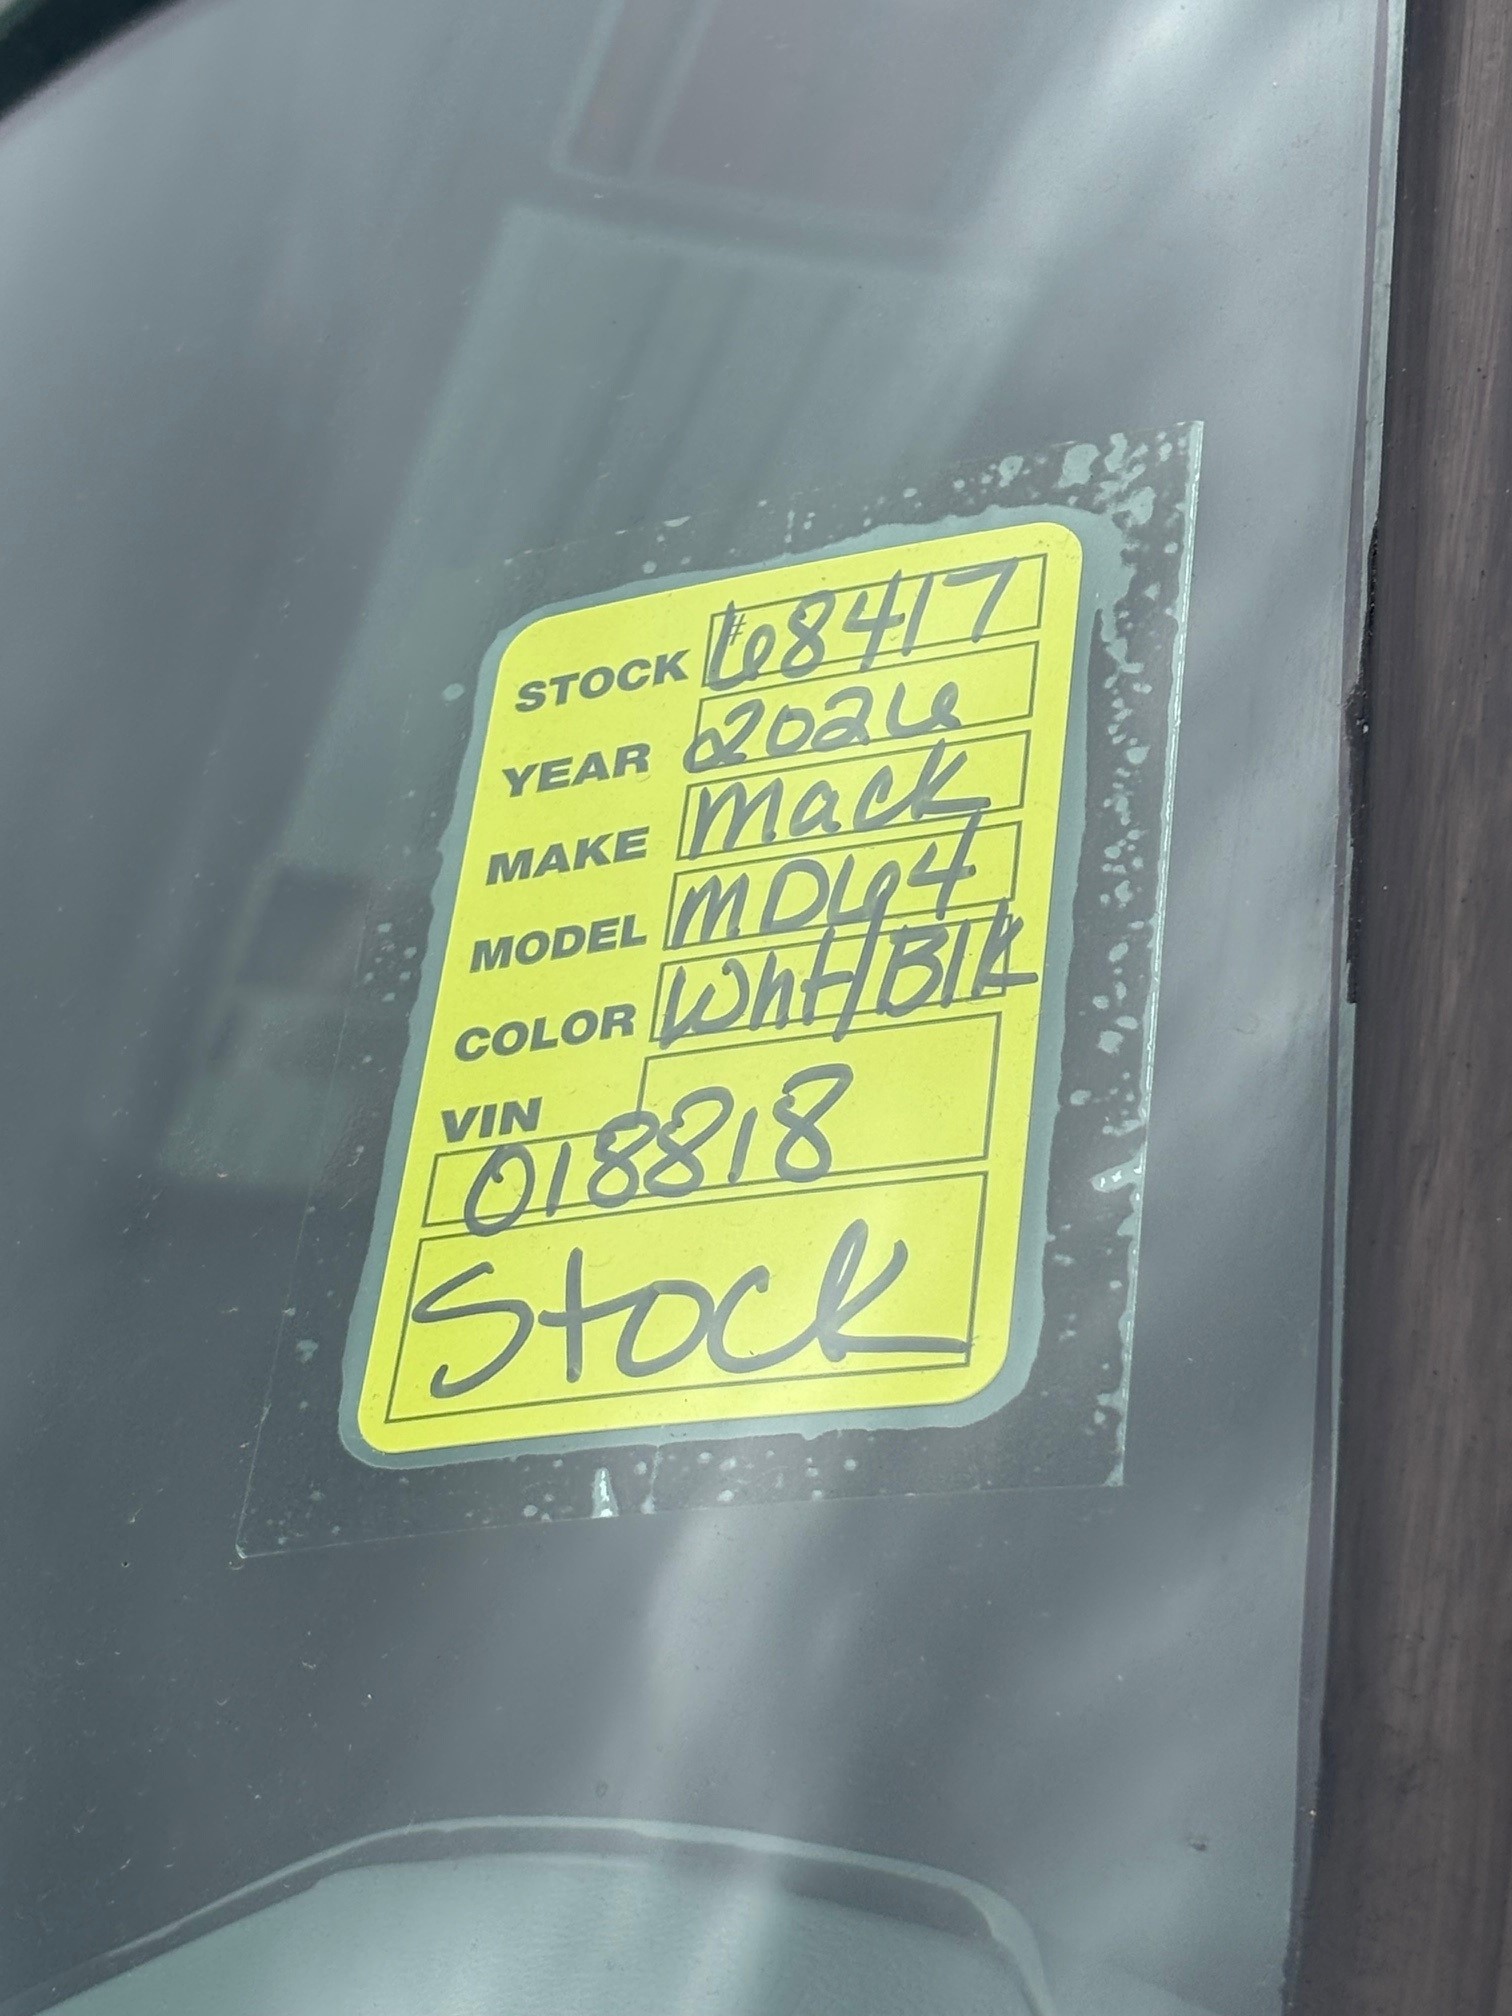 STOCK #68417
YEAR 2026
MAKE Mack
MODEL MD64
COLOR Wht/Blk
VIN
018818
Stock